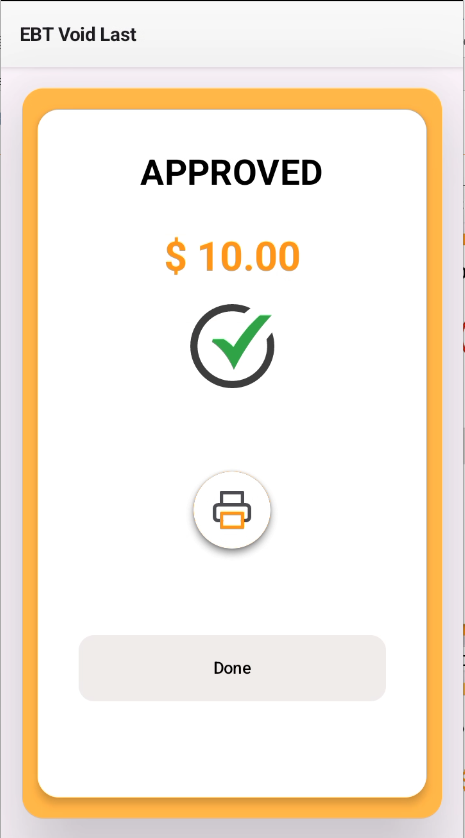 EBT Void Last
APPROVED
$ 10.00
Done